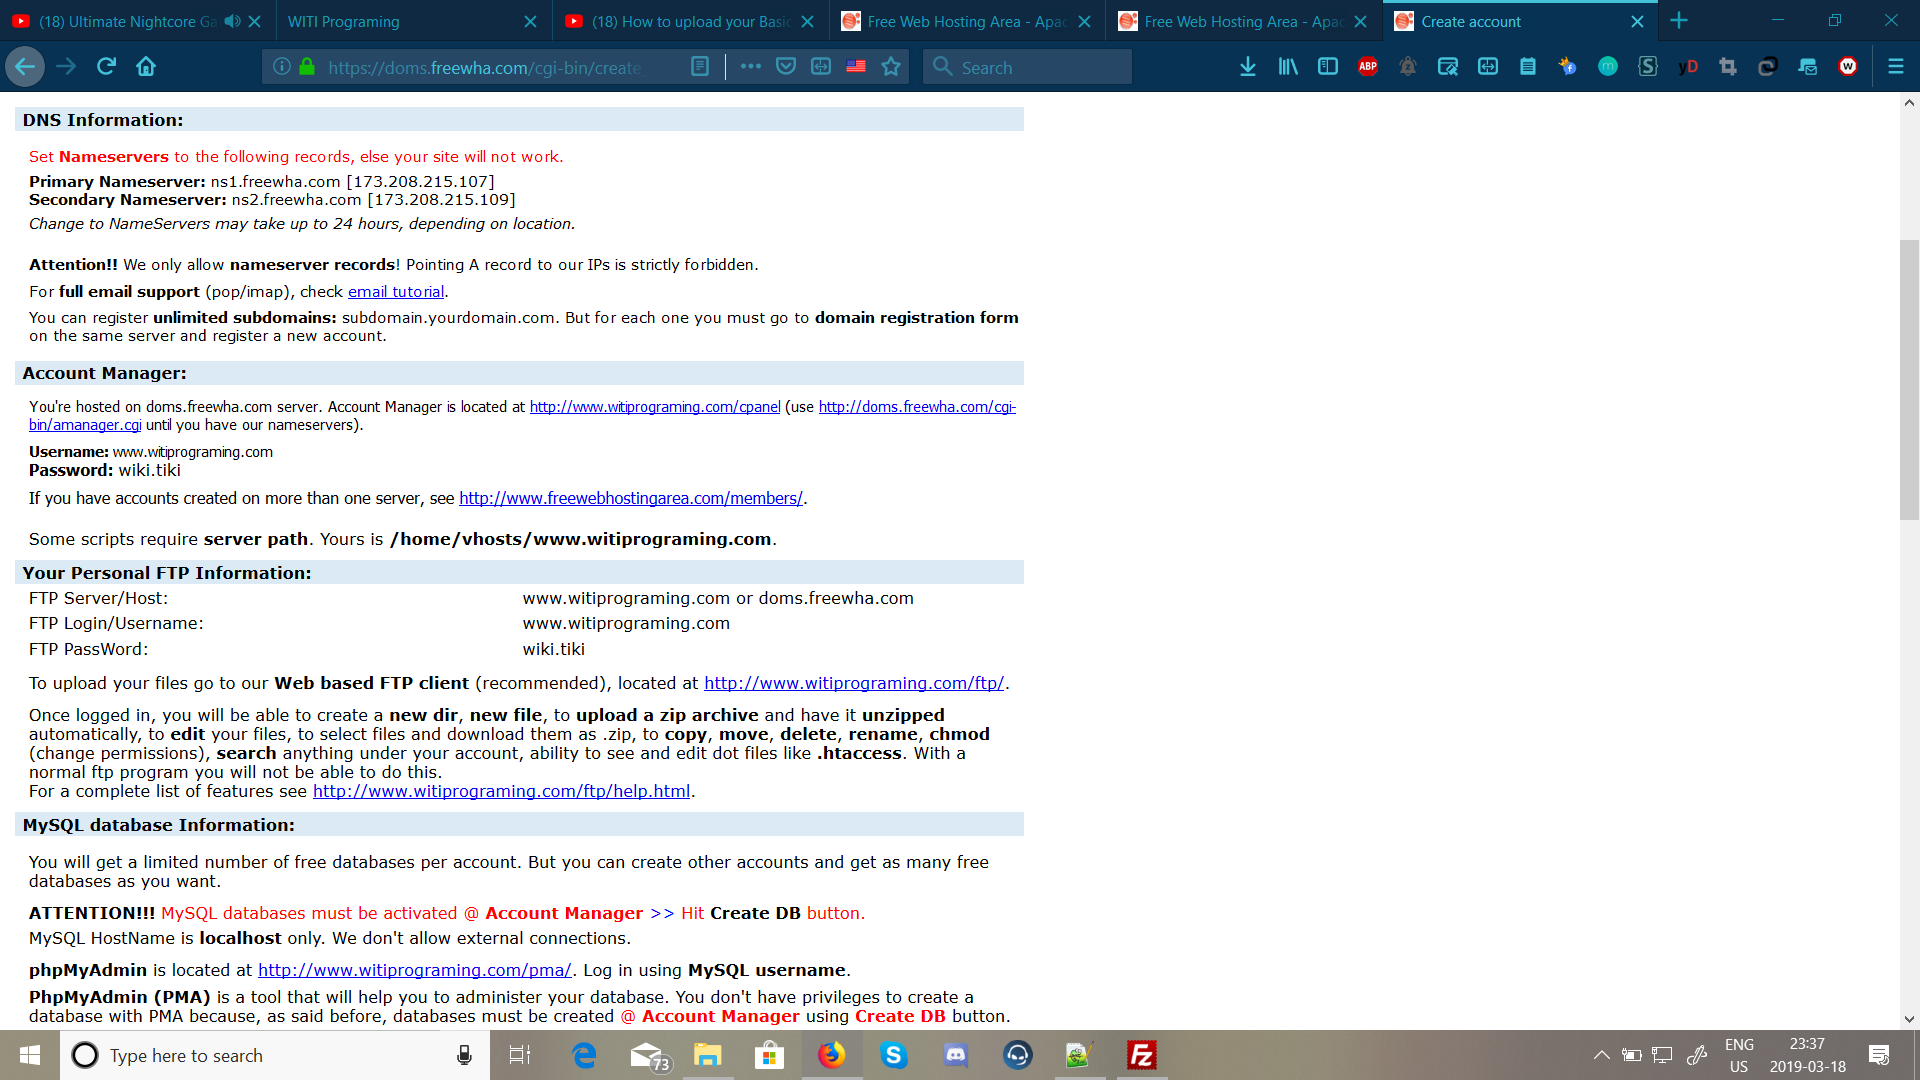 (18) Ultimate Nightcore Ga
WITI Programing
(18) How to upload your Basic
Free Web Hosting Area - Apac
Free Web Hosting Area - Apac
Create account
https://doms.freewha.com/cgi-bin/create_
Search
ABP
DNS Information:
Set Nameservers to the following records, else your site will not work.
Primary Nameserver: ns1.freewha.com [173.208.215.107]
Secondary Nameserver: ns2.freewha.com [173.208.215.109]
Change to NameServers may take up to 24 hours, depending on location.
Attention!! We only allow nameserver records! Pointing A record to our IPs is strictly forbidden.
For full email support (pop/imap), check email tutorial.
You can register unlimited subdomains: subdomain.yourdomain.com. But for each one you must go to domain registration form
on the same server and register a new account.
Account Manager:
You're hosted on doms.freewha.com server. Account Manager is located at http://www.witiprograming.com/cpanel (use http://doms.freewha.com/cgi-
bin/amanager.cgi until you have our nameservers).
Username: www.witiprograming.com
Password: wiki.tiki
If you have accounts created on more than one server, see http://www.freewebhostingarea.com/members/.
Some scripts require server path. Yours is /home/vhosts/www.witiprograming.com.
Your Personal FTP Information:
FTP Server/Host: www.witiprograming.com or doms.freewha.com
FTP Login/Username: www.witiprograming.com
FTP PassWord: wiki.tiki
To upload your files go to our Web based FTP client (recommended), located at http://www.witiprograming.com/ftp/.
Once logged in, you will be able to create a new dir, new file, to upload a zip archive and have it unzipped
automatically, to edit your files, to select files and download them as .zip, to copy, move, delete, rename, chmod
(change permissions), search anything under your account, ability to see and edit dot files like .htaccess. With a
normal ftp program you will not be able to do this.
For a complete list of features see http://www.witiprograming.com/ftp/help.html.
MySQL database Information:
You will get a limited number of free databases per account. But you can create other accounts and get as many free
databases as you want.
ATTENTION!!! MySQL databases must be activated @ Account Manager >> Hit Create DB button.
MySQL HostName is localhost only. We don't allow external connections.
phpMyAdmin is located at http://www.witiprograming.com/pma/. Log in using MySQL username.
PhpMyAdmin (PMA) is a tool that will help you to administer your database. You don't have privileges to create a
database with PMA because, as said before, databases must be created @ Account Manager using Create DB button.
Type here to search
73
ENG
US
23:37
2019-03-18